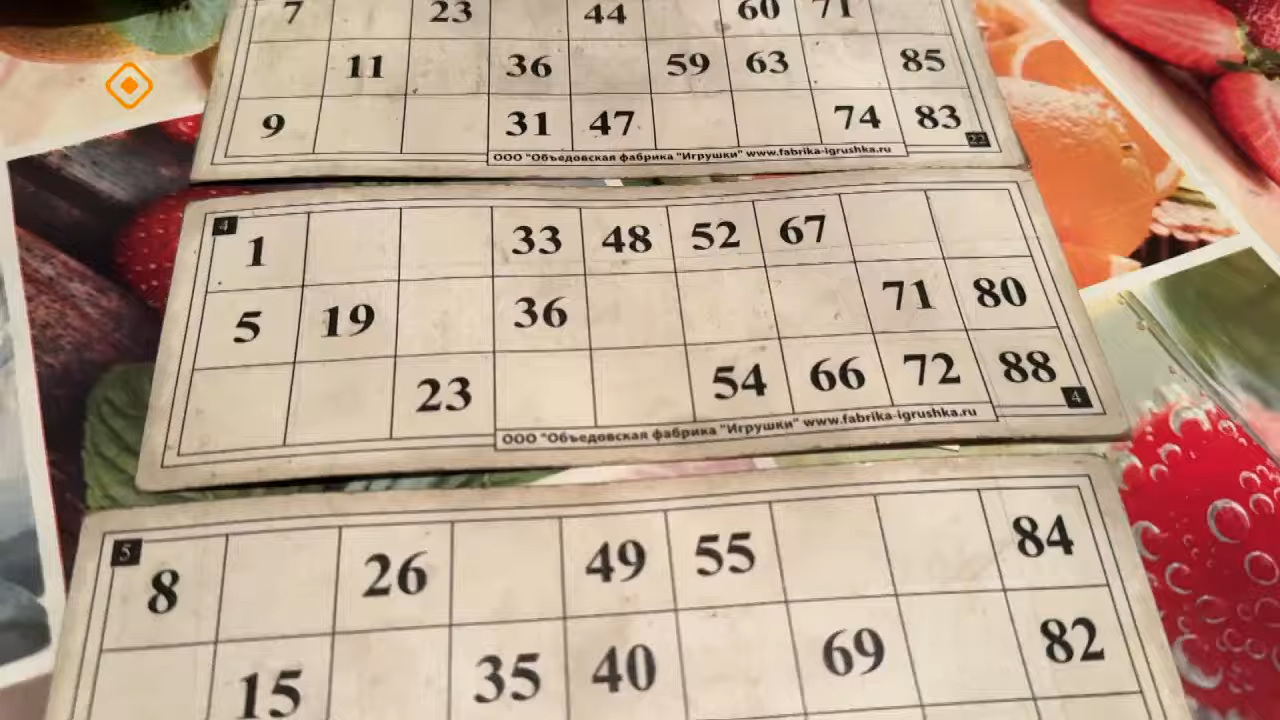 7 23 44 60 71
11 36 59 63 85
9 31 47 74 83
22
ООО "Объедовская фабрика "Игрушки" www.fabrika-igrushka.ru
4
1 33 48 52 67
5 19 36 71 80
23 54 66 72 88
4
ООО "Объедовская фабрика "Игрушки" www.fabrika-igrushka.ru
5
8 26 49 55 84
15 35 40 69 82